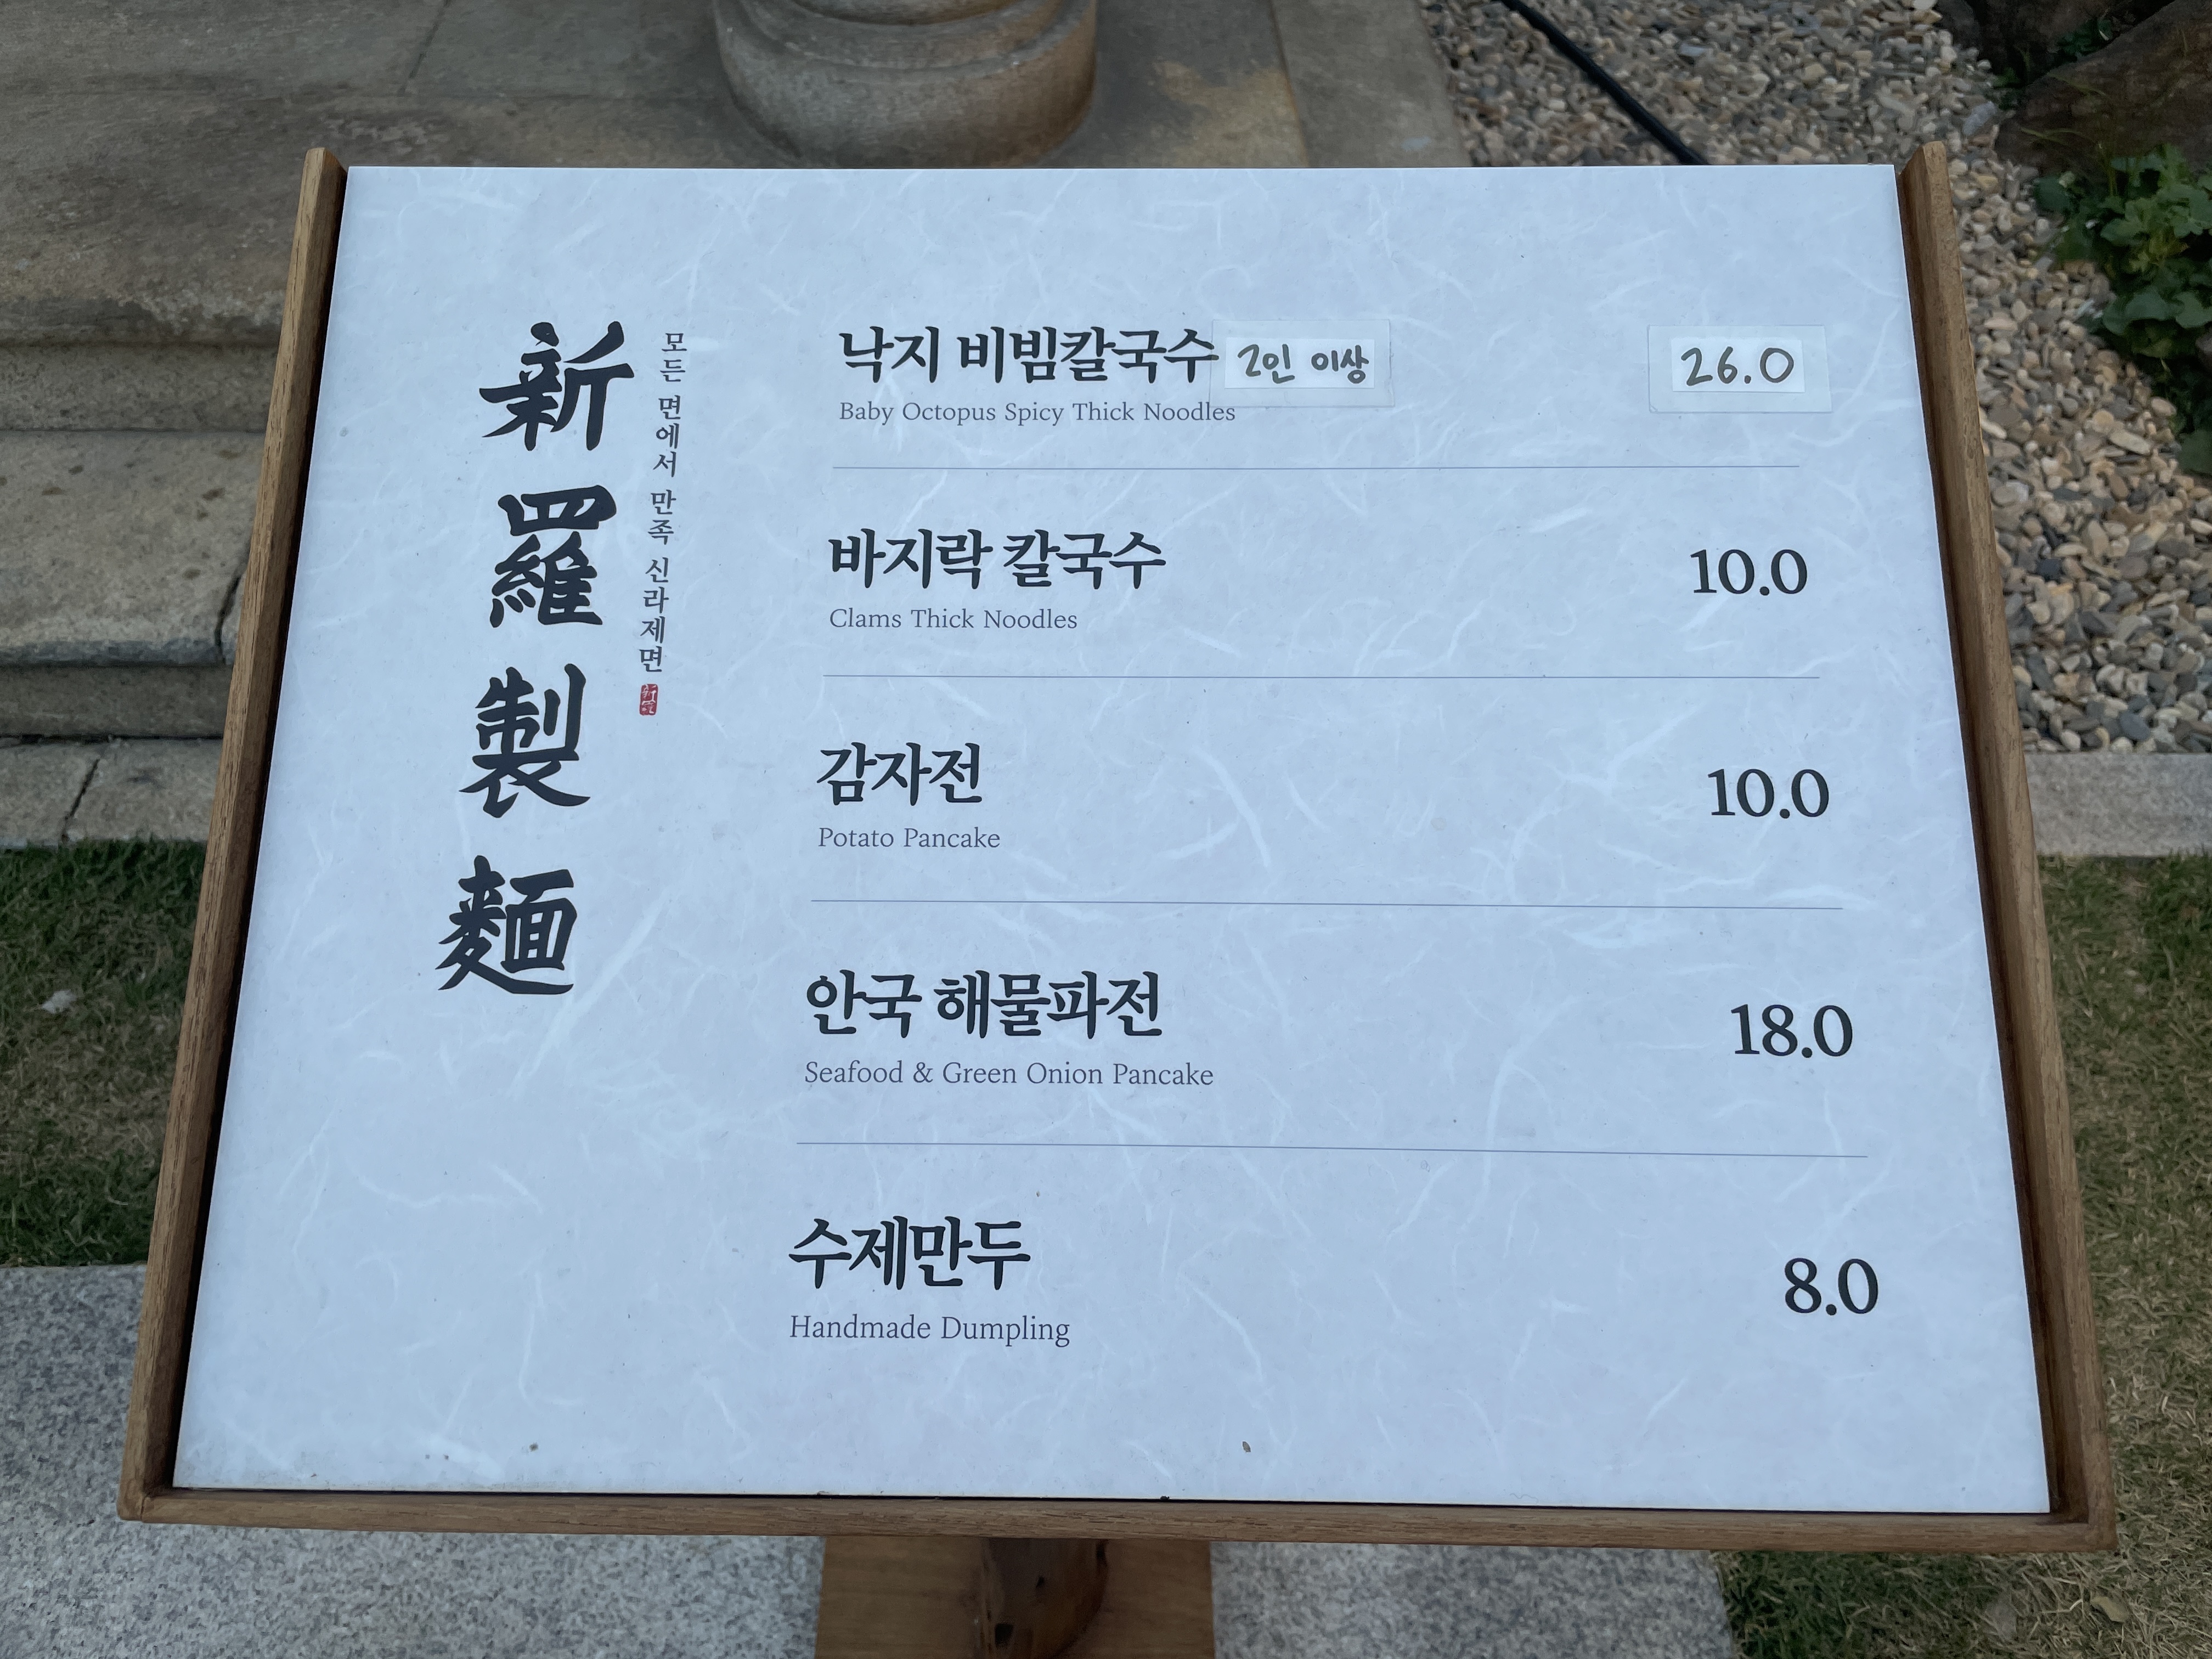 新羅製麵
모든 면에서 만족 신라제면
낙지 비빔칼국수 2인 이상 26.0
Baby Octopus Spicy Thick Noodles
바지락 칼국수 10.0
Clams Thick Noodles
감자전 10.0
Potato Pancake
안국 해물파전 18.0
Seafood & Green Onion Pancake
수제만두 8.0
Handmade Dumpling